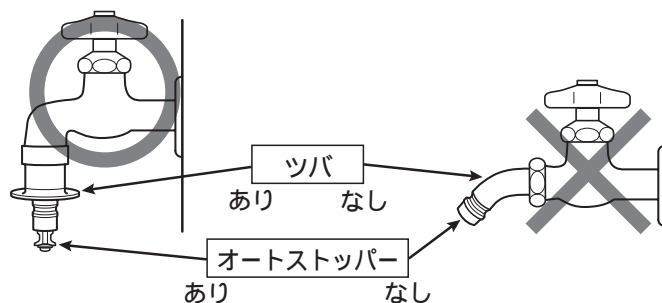 ツバ
あり なし
オートストッパー
あり なし